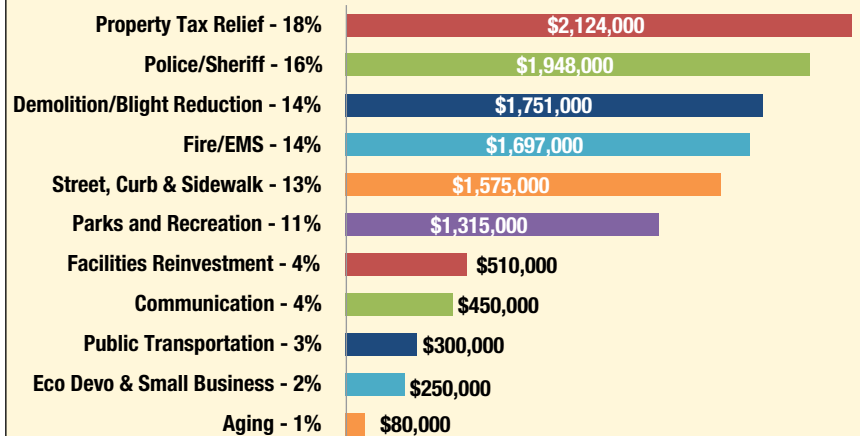 Property Tax Relief - 18% $2,124,000
Police/Sheriff - 16% $1,948,000
Demolition/Blight Reduction - 14% $1,751,000
Fire/EMS - 14% $1,697,000
Street, Curb & Sidewalk - 13% $1,575,000
Parks and Recreation - 11% $1,315,000
Facilities Reinvestment - 4% $510,000
Communication - 4% $450,000
Public Transportation - 3% $300,000
Eco Devo & Small Business - 2% $250,000
Aging - 1% $80,000